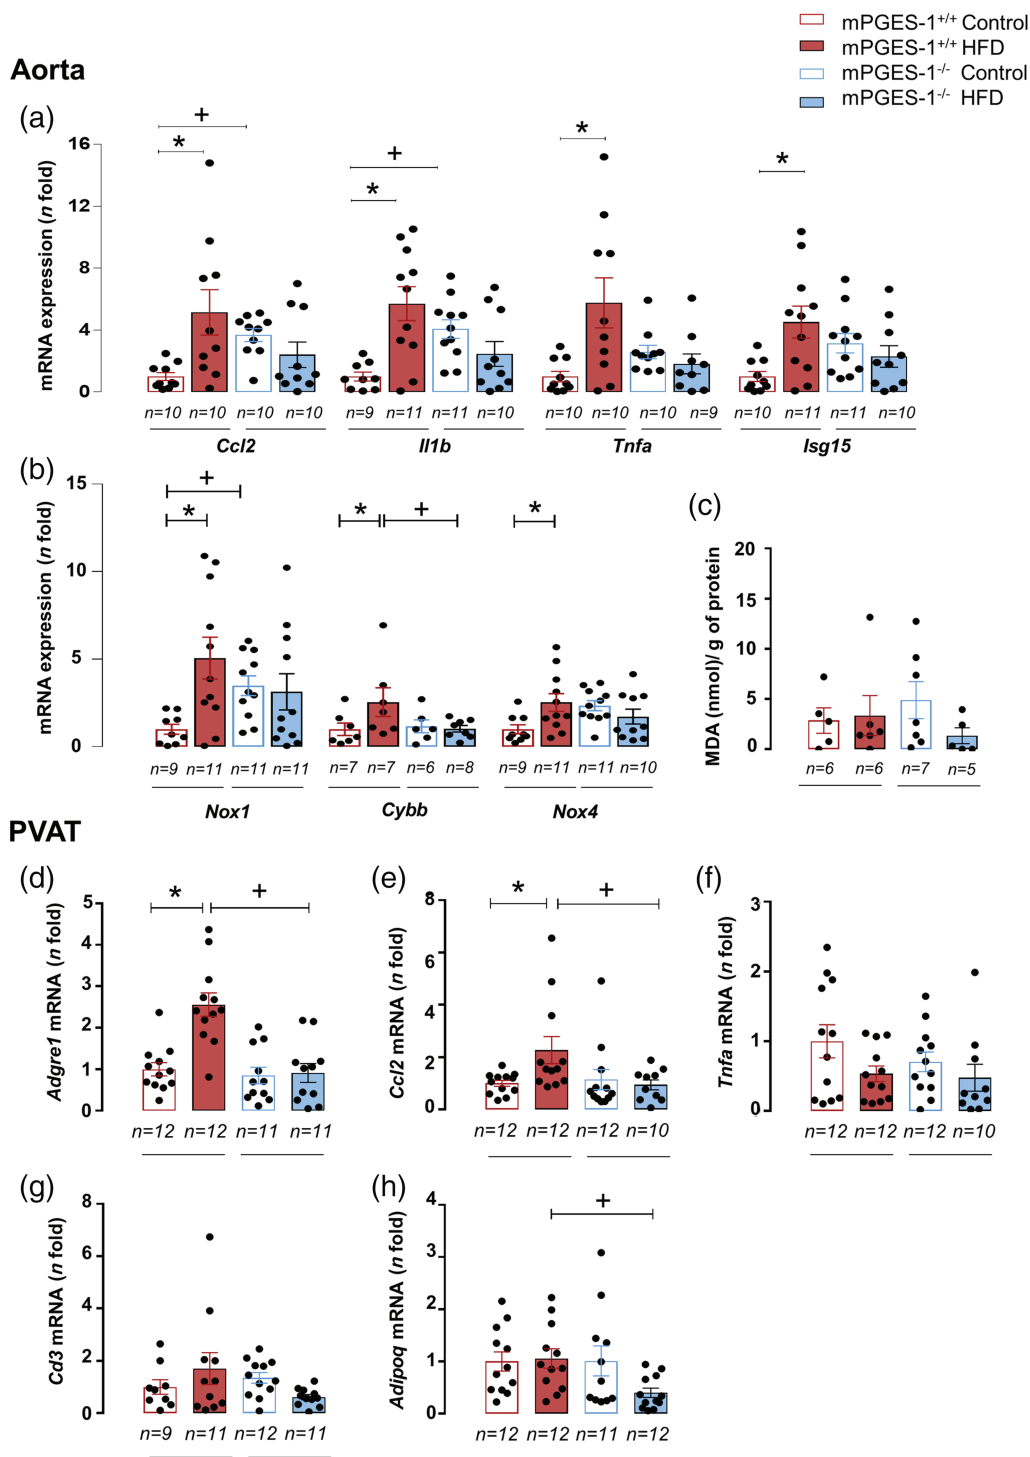 mPGES-1+/+ Control
mPGES-1+/+ HFD
mPGES-1-/- Control
mPGES-1-/- HFD
Aorta
(a)
mRNA expression (n fold)
16
12
8
4
0
* + * + * *
n=10 n=10 n=10 n=10 n=9 n=11 n=11 n=10 n=10 n=10 n=10 n=9 n=10 n=11 n=11 n=10
Ccl2 Il1b Tnfa Isg15
(b)
mRNA expression (n fold)
15
10
5
0
* + * + *
n=9 n=11 n=11 n=11 n=7 n=7 n=6 n=8 n=9 n=11 n=11 n=10
Nox1 Cybb Nox4
(c)
MDA (nmol)/ g of protein
20
15
10
5
0
n=6 n=6 n=7 n=5
PVAT
(d)
Adgre1 mRNA (n fold)
5
4
3
2
1
0
* +
n=12 n=12 n=11 n=11
(e)
Ccl2 mRNA (n fold)
8
6
4
2
0
* +
n=12 n=12 n=12 n=10
(f)
Tnfa mRNA (n fold)
3
2
1
0
n=12 n=12 n=12 n=10
(g)
Cd3 mRNA (n fold)
8
6
4
2
0
n=9 n=11 n=12 n=11
(h)
Adipoq mRNA (n fold)
4
3
2
1
0
+
n=12 n=12 n=11 n=12